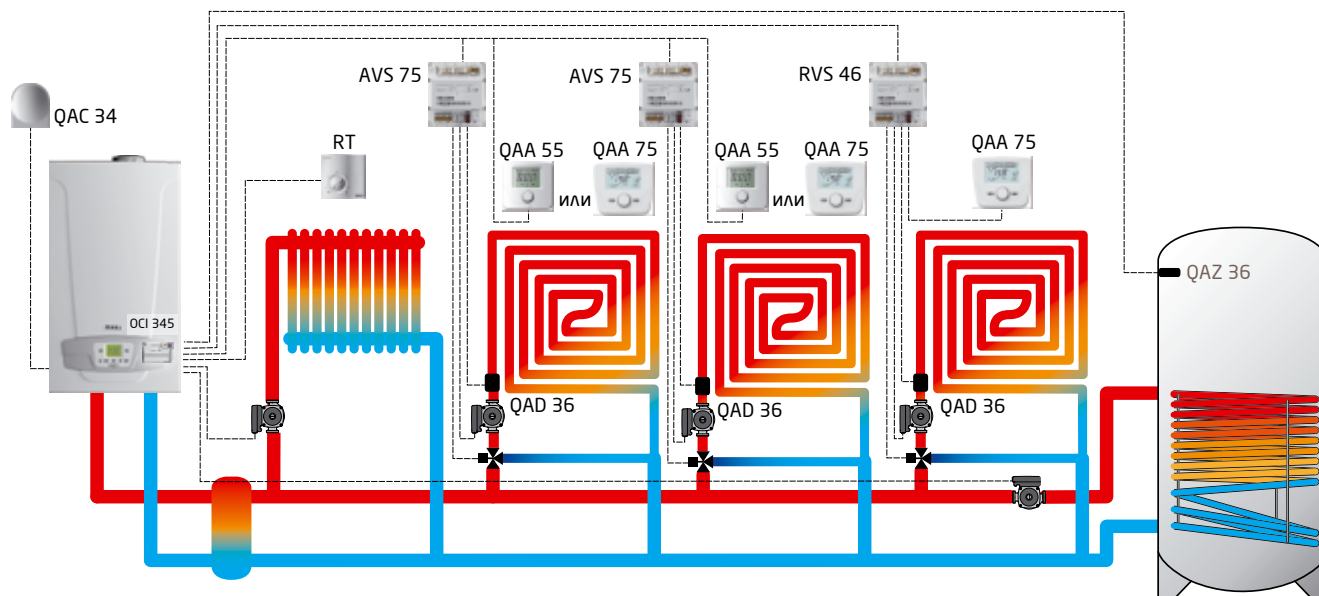 AVS 75
AVS 75
RVS 46
QAC 34
RT
QAA 55
QAA 75
QAA 55
QAA 75
QAA 75
или
или
QAZ 36
OCI 345
QAD 36
QAD 36
QAD 36